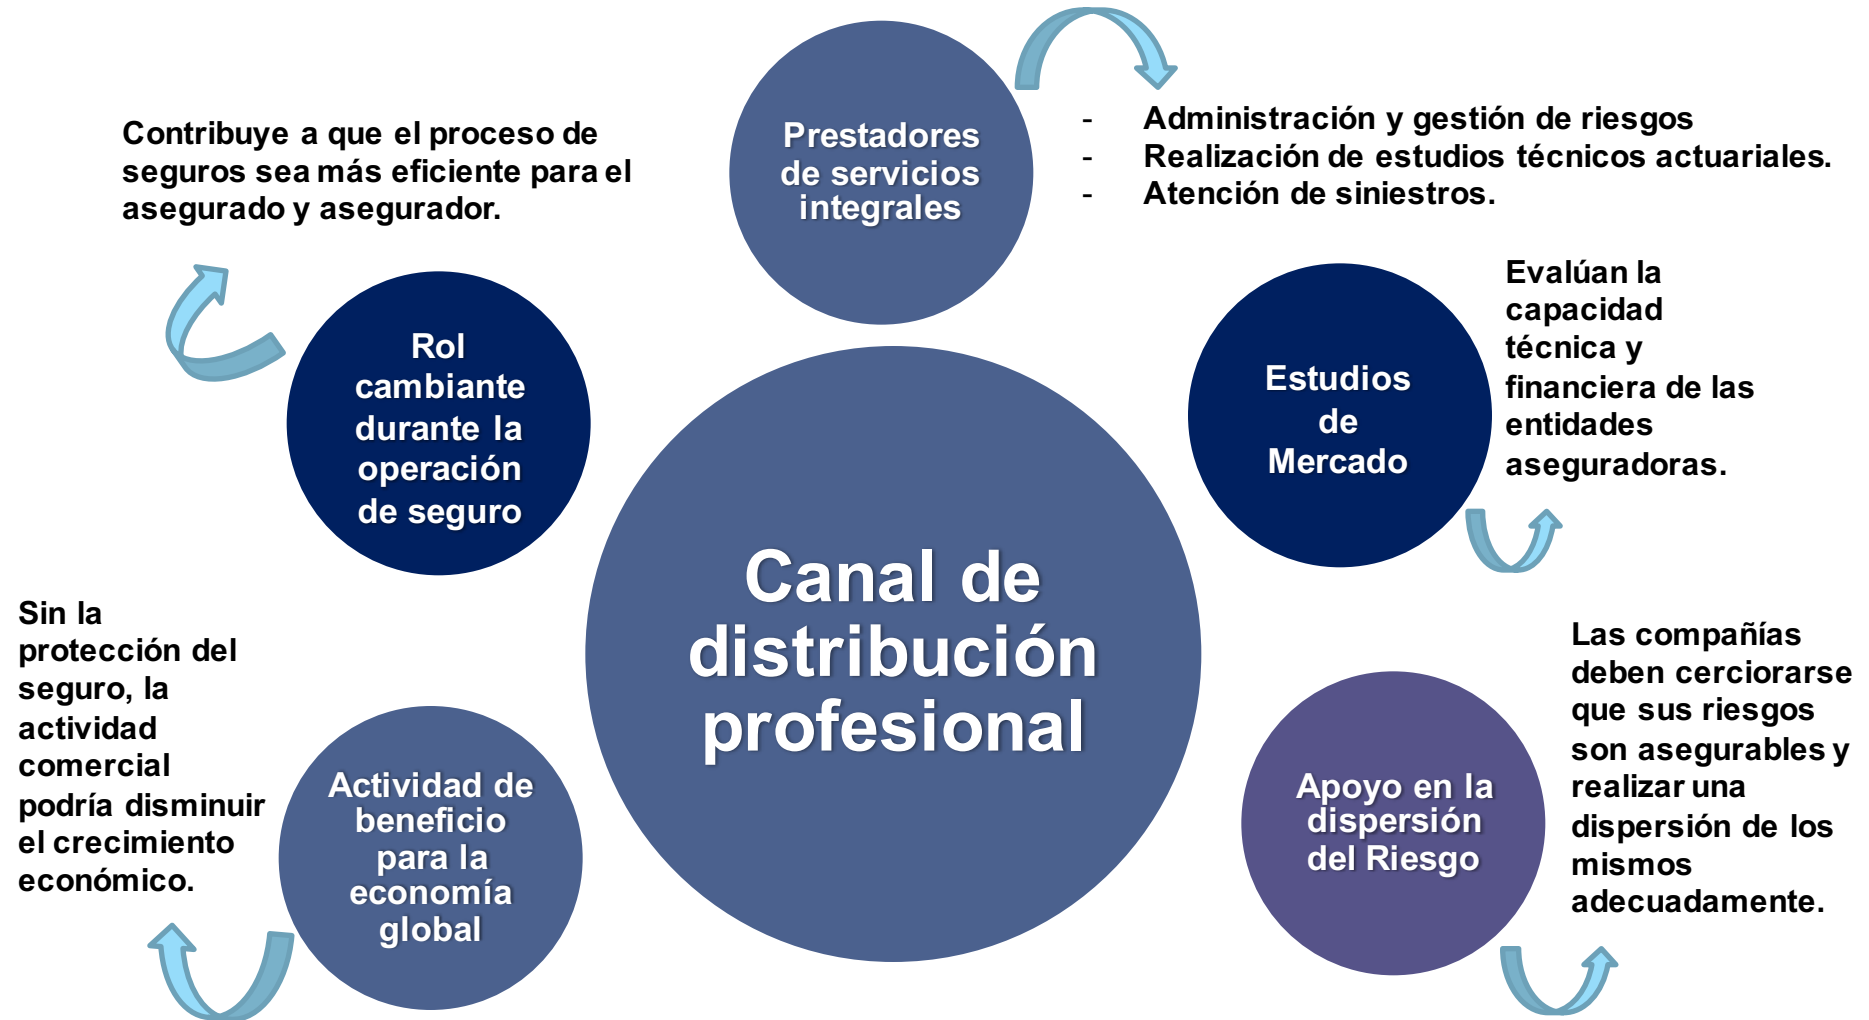 Prestadores
de servicios
integrales
- Administración y gestión de riesgos
- Realización de estudios técnicos actuariales.
- Atención de siniestros.
Contribuye a que el proceso de
seguros sea más eficiente para el
asegurado y asegurador.
Rol
cambiante
durante la
operación
de seguro
Estudios
de
Mercado
Evalúan la
capacidad
técnica y
financiera de las
entidades
aseguradoras.
Canal de
distribución
profesional
Sin la
protección del
seguro, la
actividad
comercial
podría disminuir
el crecimiento
económico.
Actividad de
beneficio
para la
economía
global
Apoyo en la
dispersión
del Riesgo
Las compañías
deben cerciorarse
que sus riesgos
son asegurables y
realizar una
dispersión de los
mismos
adecuadamente.